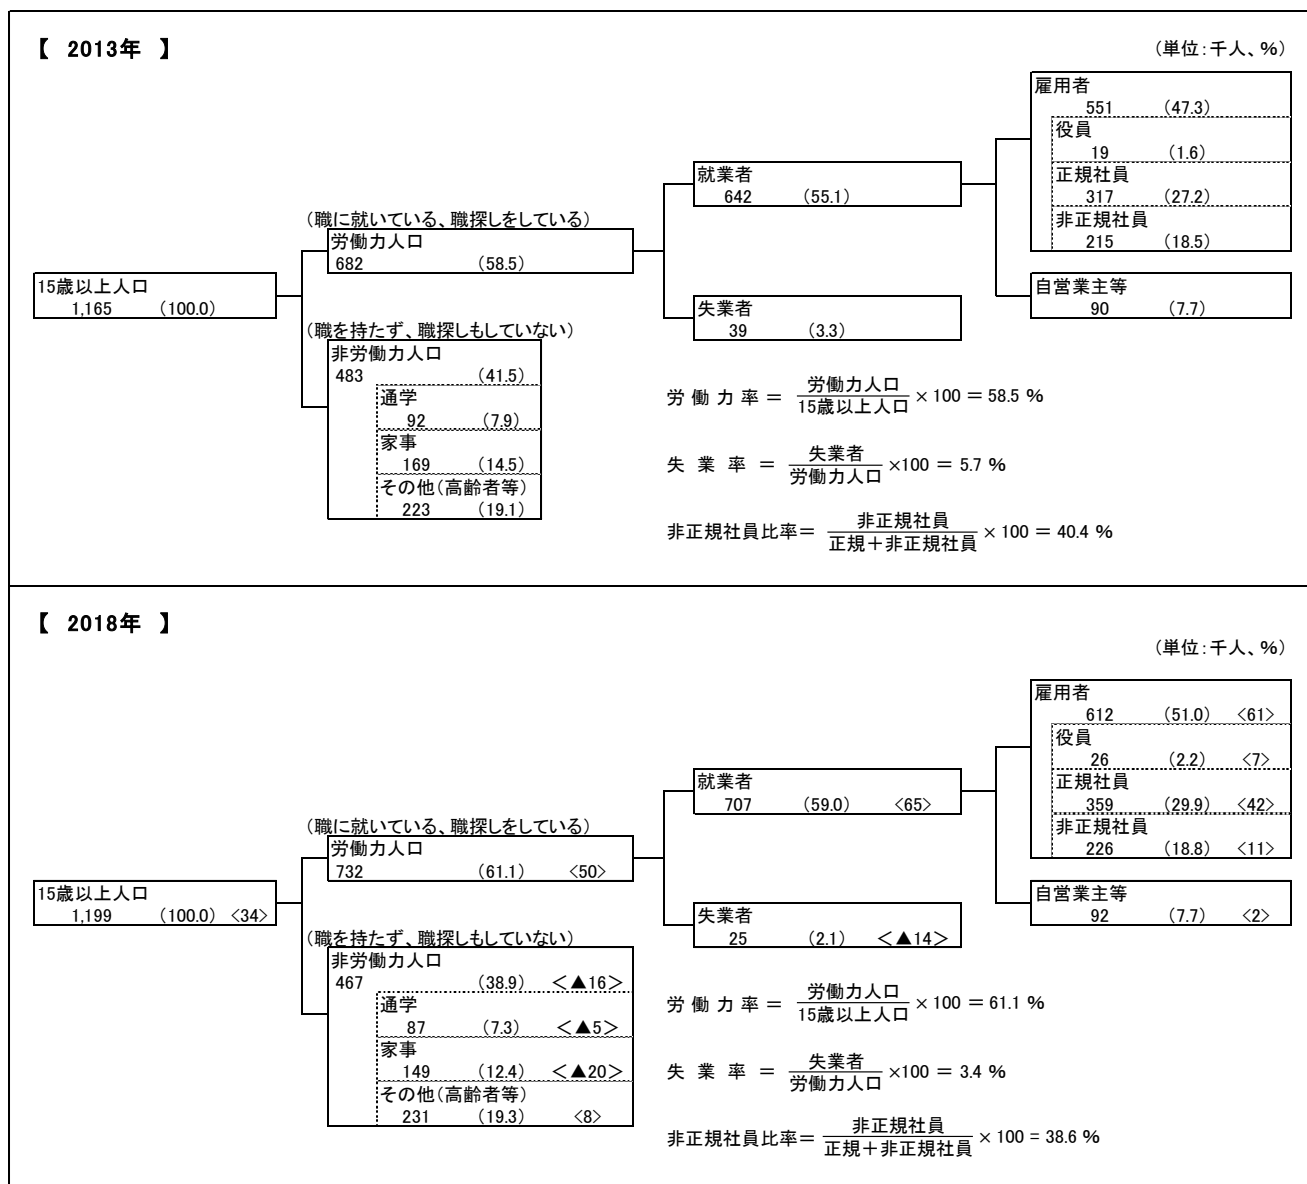 【 2013年 】
(単位:千人、%)
雇用者
551 (47.3)
役員
19 (1.6)
正規社員
317 (27.2)
非正規社員
215 (18.5)
就業者
642 (55.1)
(職に就いている、職探しをしている)
労働力人口
682 (58.5)
15歳以上人口
1,165 (100.0)
自営業主等
90 (7.7)
失業者
39 (3.3)
(職を持たず、職探しもしていない)
非労働力人口
483 (41.5)
通学
92 (7.9)
家事
169 (14.5)
その他(高齢者等)
223 (19.1)
労働力率= 労働力人口
15歳以上人口 × 100 = 58.5 %
失業率= 失業者
労働力人口 ×100 = 5.7 %
非正規社員比率= 非正規社員
正規+非正規社員 × 100 = 40.4 %
【 2018年 】
(単位:千人、%)
雇用者
612 (51.0) <61>
役員
26 (2.2) <7>
正規社員
359 (29.9) <42>
非正規社員
226 (18.8) <11>
就業者
707 (59.0) <65>
(職に就いている、職探しをしている)
労働力人口
732 (61.1) <50>
15歳以上人口
1,199 (100.0) <34>
自営業主等
92 (7.7) <2>
失業者
25 (2.1) <▲14>
(職を持たず、職探しもしていない)
非労働力人口
467 (38.9) <▲16>
通学
87 (7.3) <▲5>
家事
149 (12.4) <▲20>
その他(高齢者等)
231 (19.3) <8>
労働力率= 労働力人口
15歳以上人口 × 100 = 61.1 %
失業率= 失業者
労働力人口 ×100 = 3.4 %
非正規社員比率= 非正規社員
正規+非正規社員 × 100 = 38.6 %